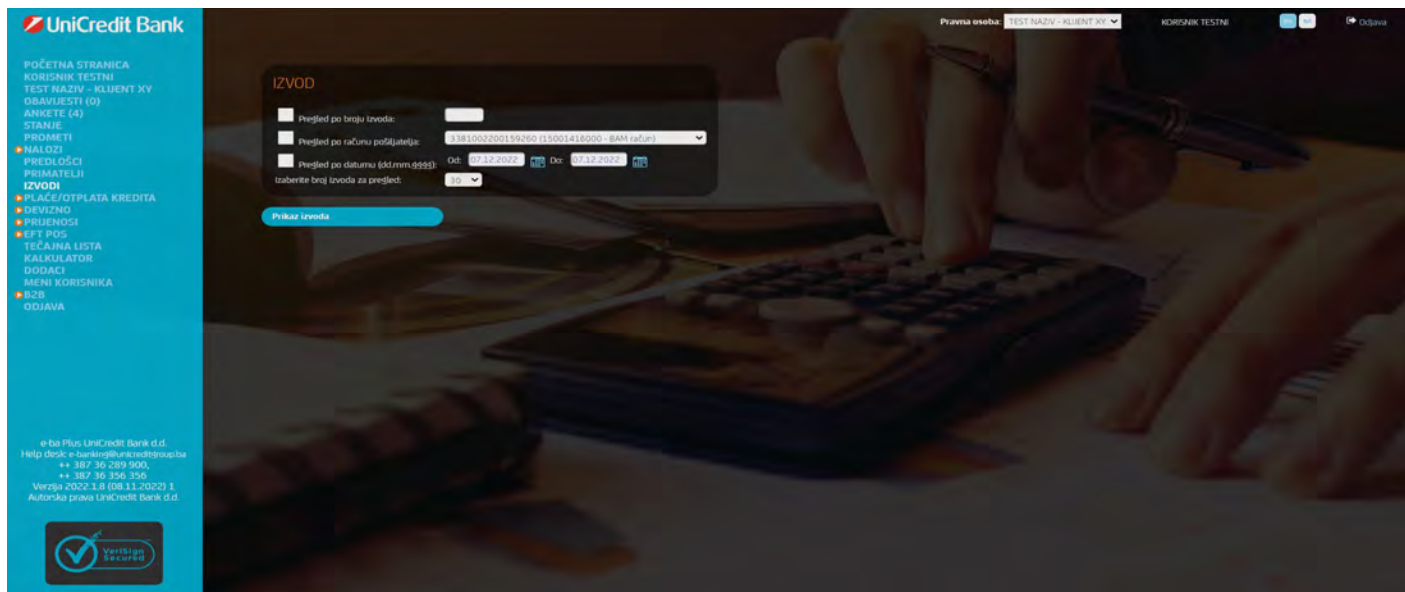 UniCredit Bank
Pravna osoba: TEST NAZIV - KLIJENT XY
KORISNIK TESTNI
Odjava
POČETNA STRANICA
KORISNIK TESTNI
TEST NAZIV - KLIJENT XY
OBAVIJESTI (0)
ANKETE (4)
STANJE
PROMETI
NALOZI
PREDLOŠCI
PRIMATELJI
IZVODI
PLAĆE/OTPLATA KREDITA
DEVIZNO
PRIJENOSI
EFT POS
TEČAJNA LISTA
KALKULATOR
DODACI
MENI KORISNIKA
B2B
ODJAVA
IZVOD
Pregled po broju izvoda:
Pregled po računu pošiljatelja: 3381002200159260 (15001416000 - BAM račun)
Pregled po datumu (dd.mm.gggg): Od: 07.12.2022 Do: 07.12.2022
Izaberite broj izvoda za pregled: 30
Prikaz izvoda
e-ba Plus UniCredit Bank d.d.
Help desk: e-banking@unicreditgroup.ba
++ 387 36 289 900,
++ 387 36 356 356
Verzija 2022.1.8 (08.11.2022) 1
Autorska prava UniCredit Bank d.d.
VeriSign
Secured